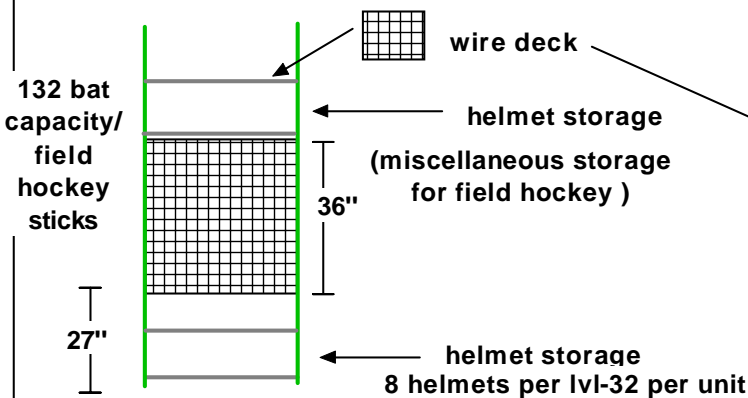 wire deck
132 bat
capacity/
field
hockey
sticks
helmet storage
(miscellaneous storage
for field hockey )
36"
27"
helmet storage
8 helmets per lvl-32 per unit